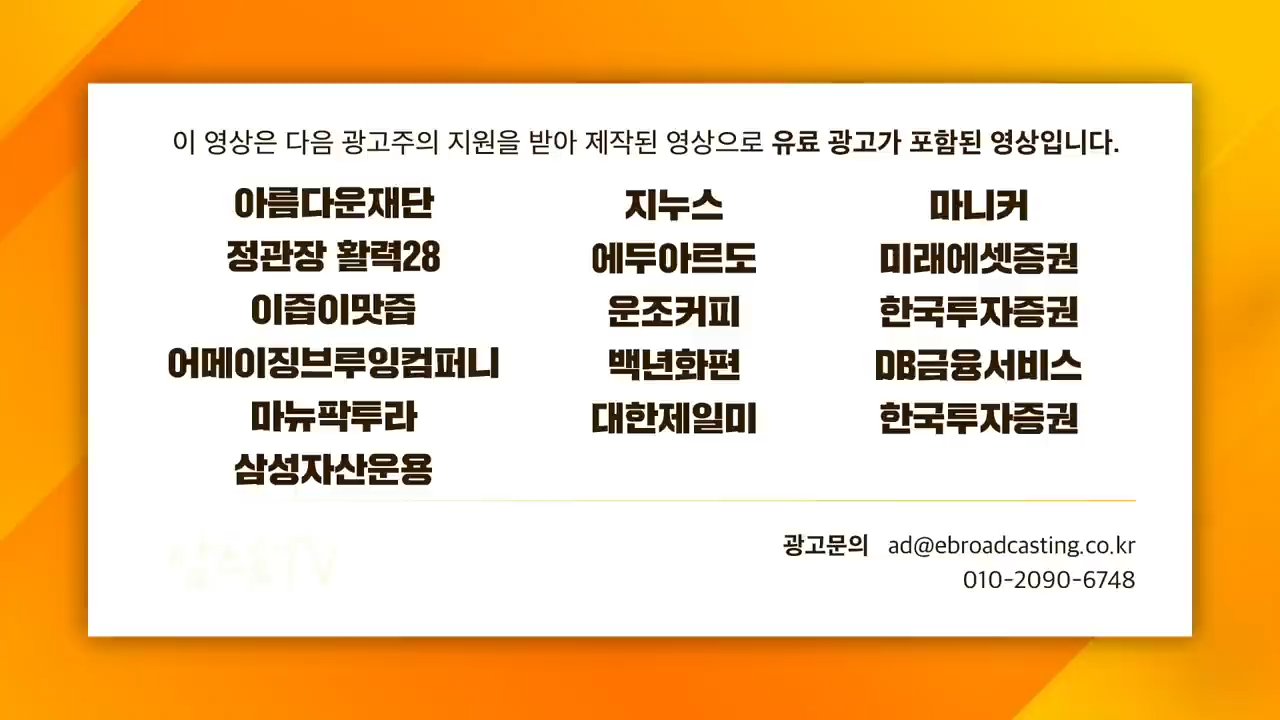 이 영상은 다음 광고주의 지원을 받아 제작된 영상으로 유료 광고가 포함된 영상입니다.
아름다운재단 지누스 마니커
정관장 활력28 에두아르도 미래에셋증권
이즙이맛즙 운조커피 한국투자증권
어메이징브루잉컴퍼니 백년화편 DB금융서비스
마뉴팍투라 대한제일미 한국투자증권
삼성자산운용
광고문의 ad@ebroadcasting.co.kr
010-2090-6748